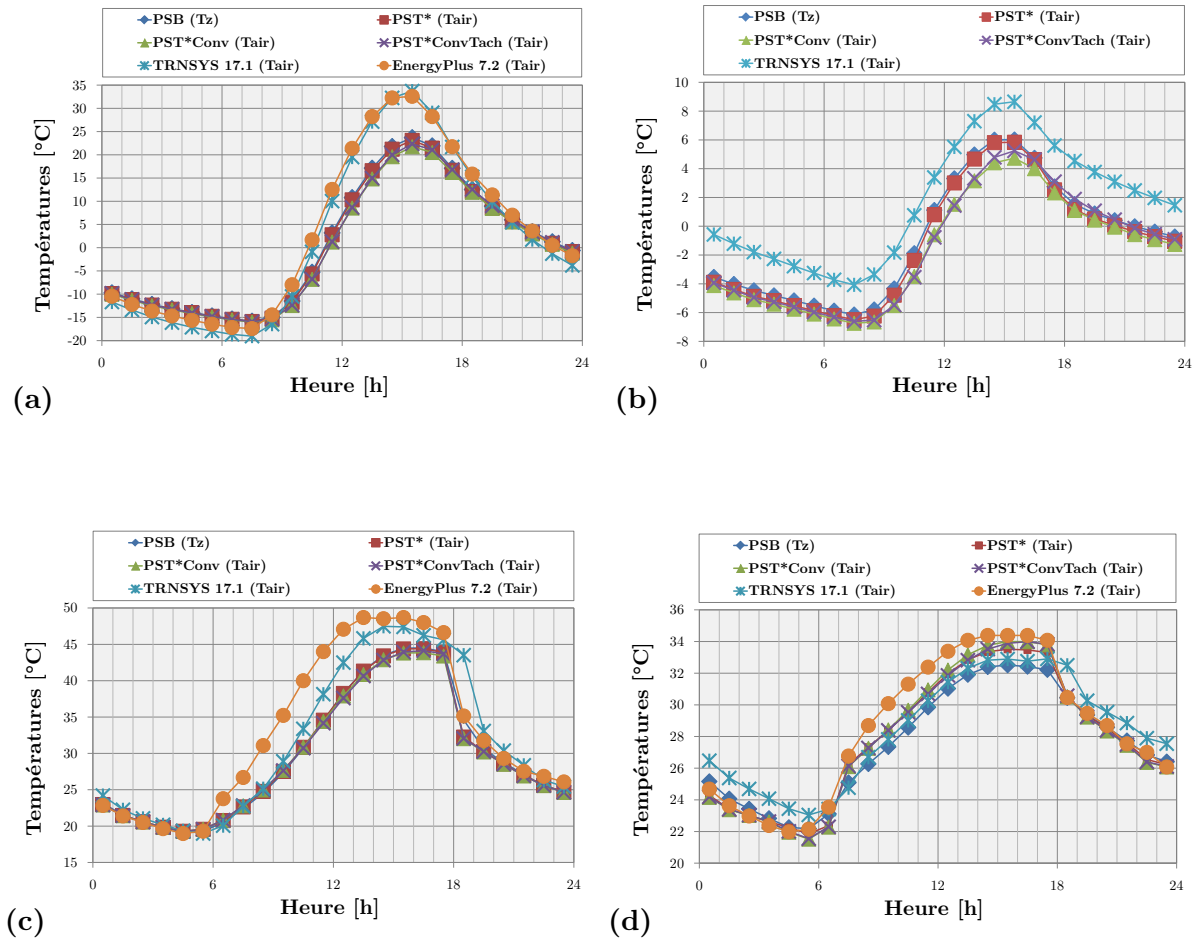 PSB (Tz) PST* (Tair)
PST*Conv (Tair) PST*ConvTach (Tair)
TRNSYS 17.1 (Tair) EnergyPlus 7.2 (Tair)
Températures [°C]
35
30
25
20
15
10
5
0
-5
-10
-15
-20
0 6 12 18 24
Heure [h]
(a)
PSB (Tz) PST* (Tair)
PST*Conv (Tair) PST*ConvTach (Tair)
TRNSYS 17.1 (Tair)
Températures [°C]
10
8
6
4
2
0
-2
-4
-6
-8
0 6 12 18 24
Heure [h]
(b)
PSB (Tz) PST* (Tair)
PST*Conv (Tair) PST*ConvTach (Tair)
TRNSYS 17.1 (Tair) EnergyPlus 7.2 (Tair)
Températures [°C]
50
45
40
35
30
25
20
15
0 6 12 18 24
Heure [h]
(c)
PSB (Tz) PST* (Tair)
PST*Conv (Tair) PST*ConvTach (Tair)
TRNSYS 17.1 (Tair) EnergyPlus 7.2 (Tair)
Températures [°C]
36
34
32
30
28
26
24
22
20
0 6 12 18 24
Heure [h]
(d)